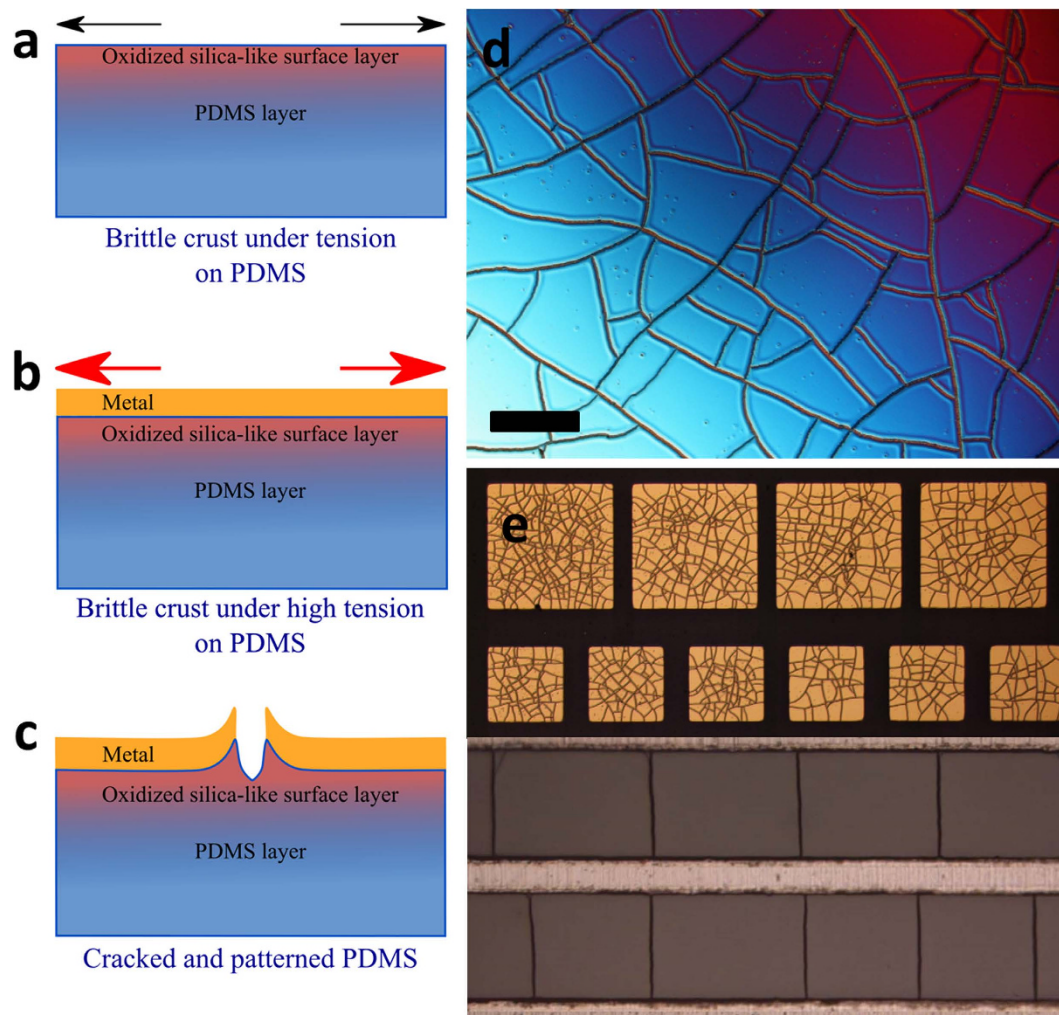 a
Oxidized silica-like surface layer
PDMS layer
Brittle crust under tension
on PDMS
b
Metal
Oxidized silica-like surface layer
PDMS layer
Brittle crust under high tension
on PDMS
c
Metal
Oxidized silica-like surface layer
PDMS layer
Cracked and patterned PDMS
d
e